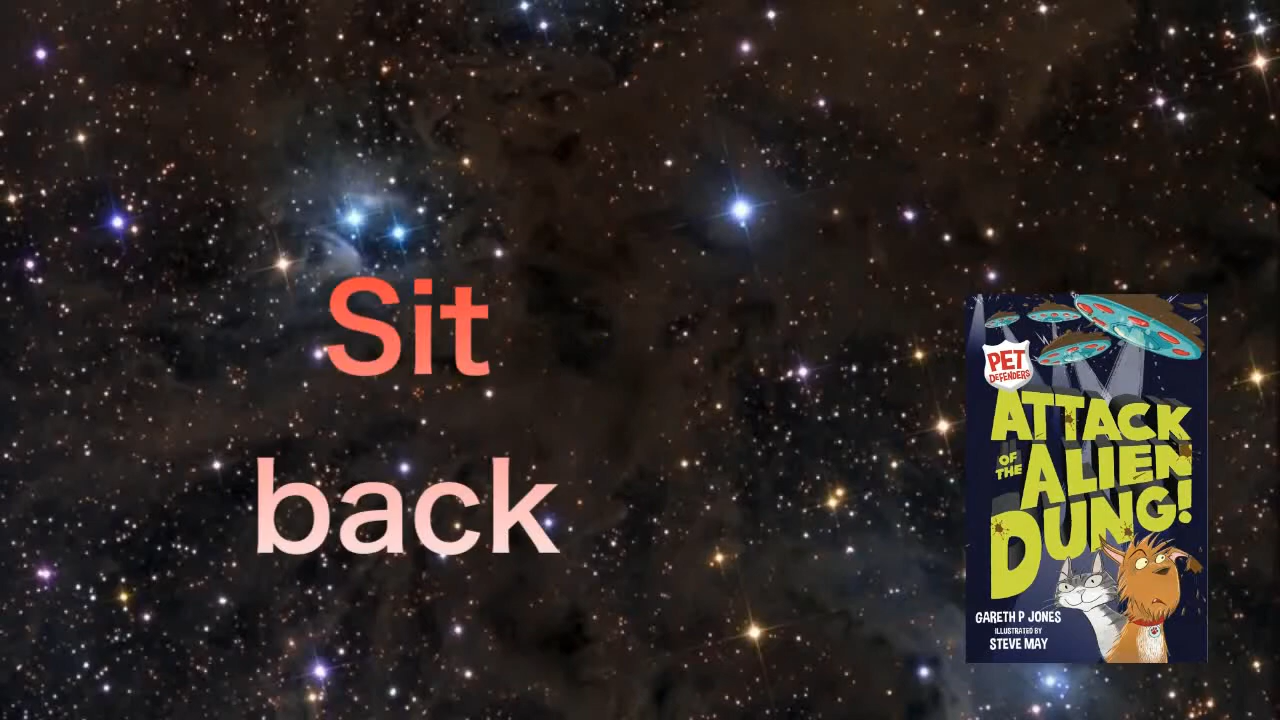 Sit
back
PET
DEFENDERS
ATTACK
OF THE
ALIEN
DUNG!
GARETH P JONES
ILLUSTRATED BY
STEVE MAY